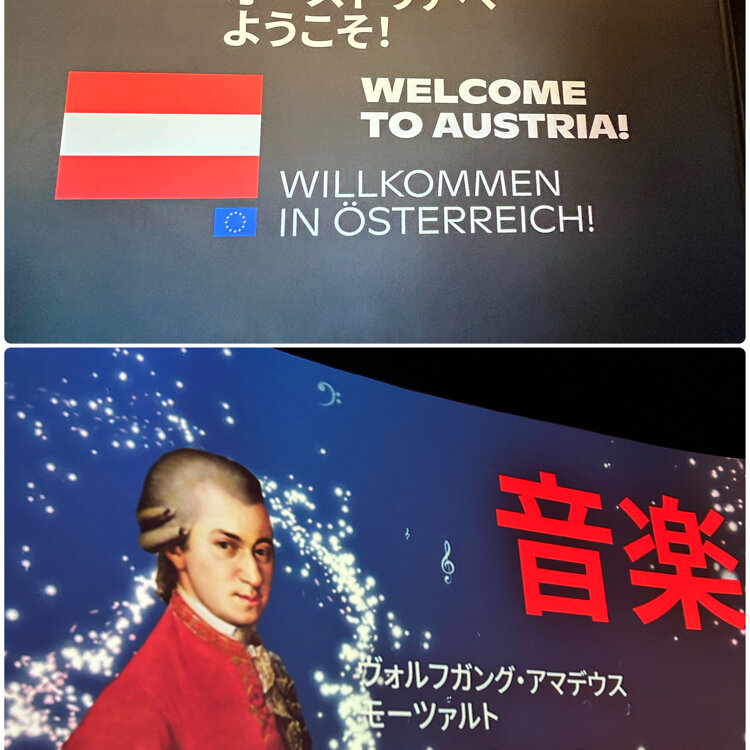 ようこそ!
WELCOME
TO AUSTRIA!
WILLKOMMEN
IN ÖSTERREICH!
音楽
ヴォルフガング・アマデウス
モーツァルト